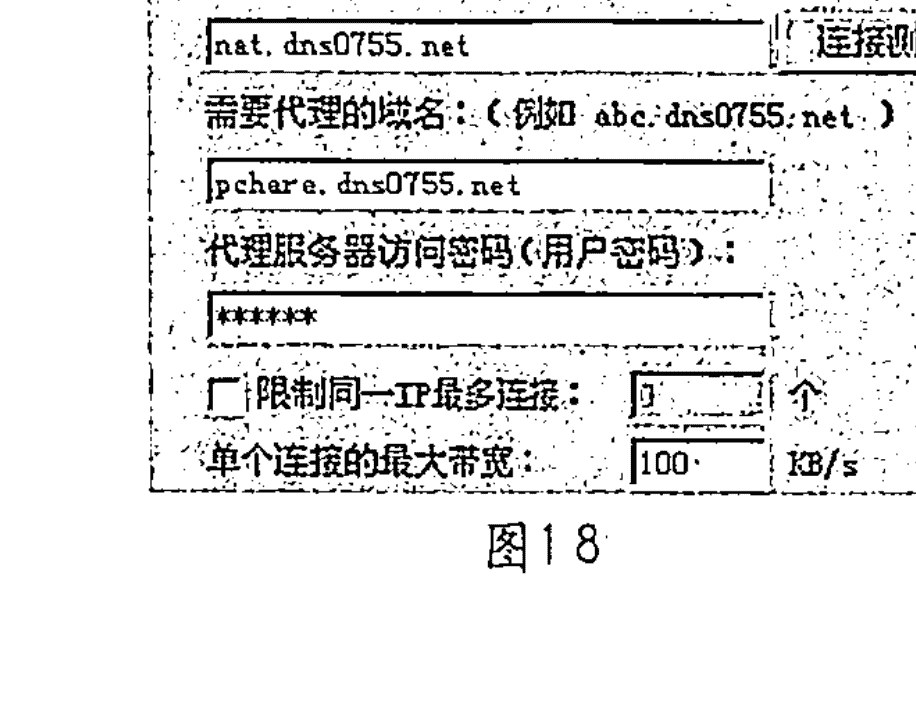 nat.dns0755.net 连接测
需要代理的域名：（例如 abc.dns0755.net ）
pchare.dns0755.net
代理服务器访问密码（用户密码）：
******
限制同一IP最多连接： 0 个
单个连接的最大带宽： 100 KB/s
图18